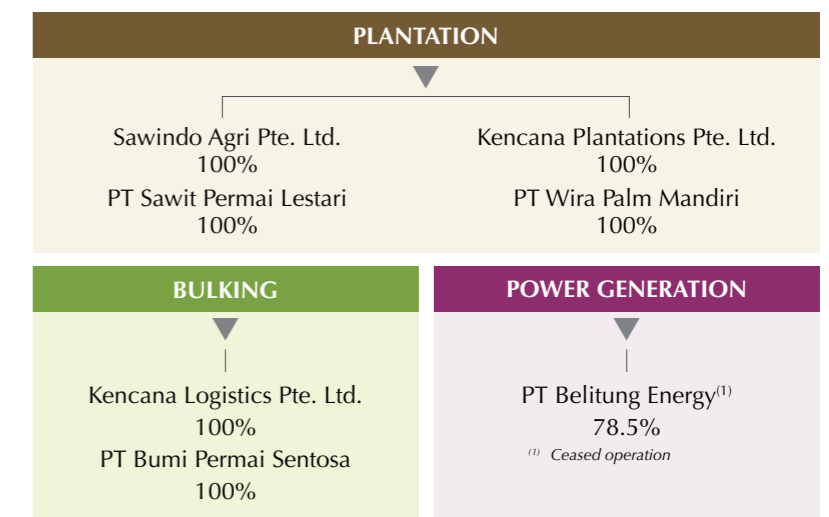 PLANTATION
Sawindo Agri Pte. Ltd.
100%
PT Sawit Permai Lestari
100%
Kencana Plantations Pte. Ltd.
100%
PT Wira Palm Mandiri
100%
BULKING
Kencana Logistics Pte. Ltd.
100%
PT Bumi Permai Sentosa
100%
POWER GENERATION
PT Belitung Energy(1)
78.5%
(1) Ceased operation